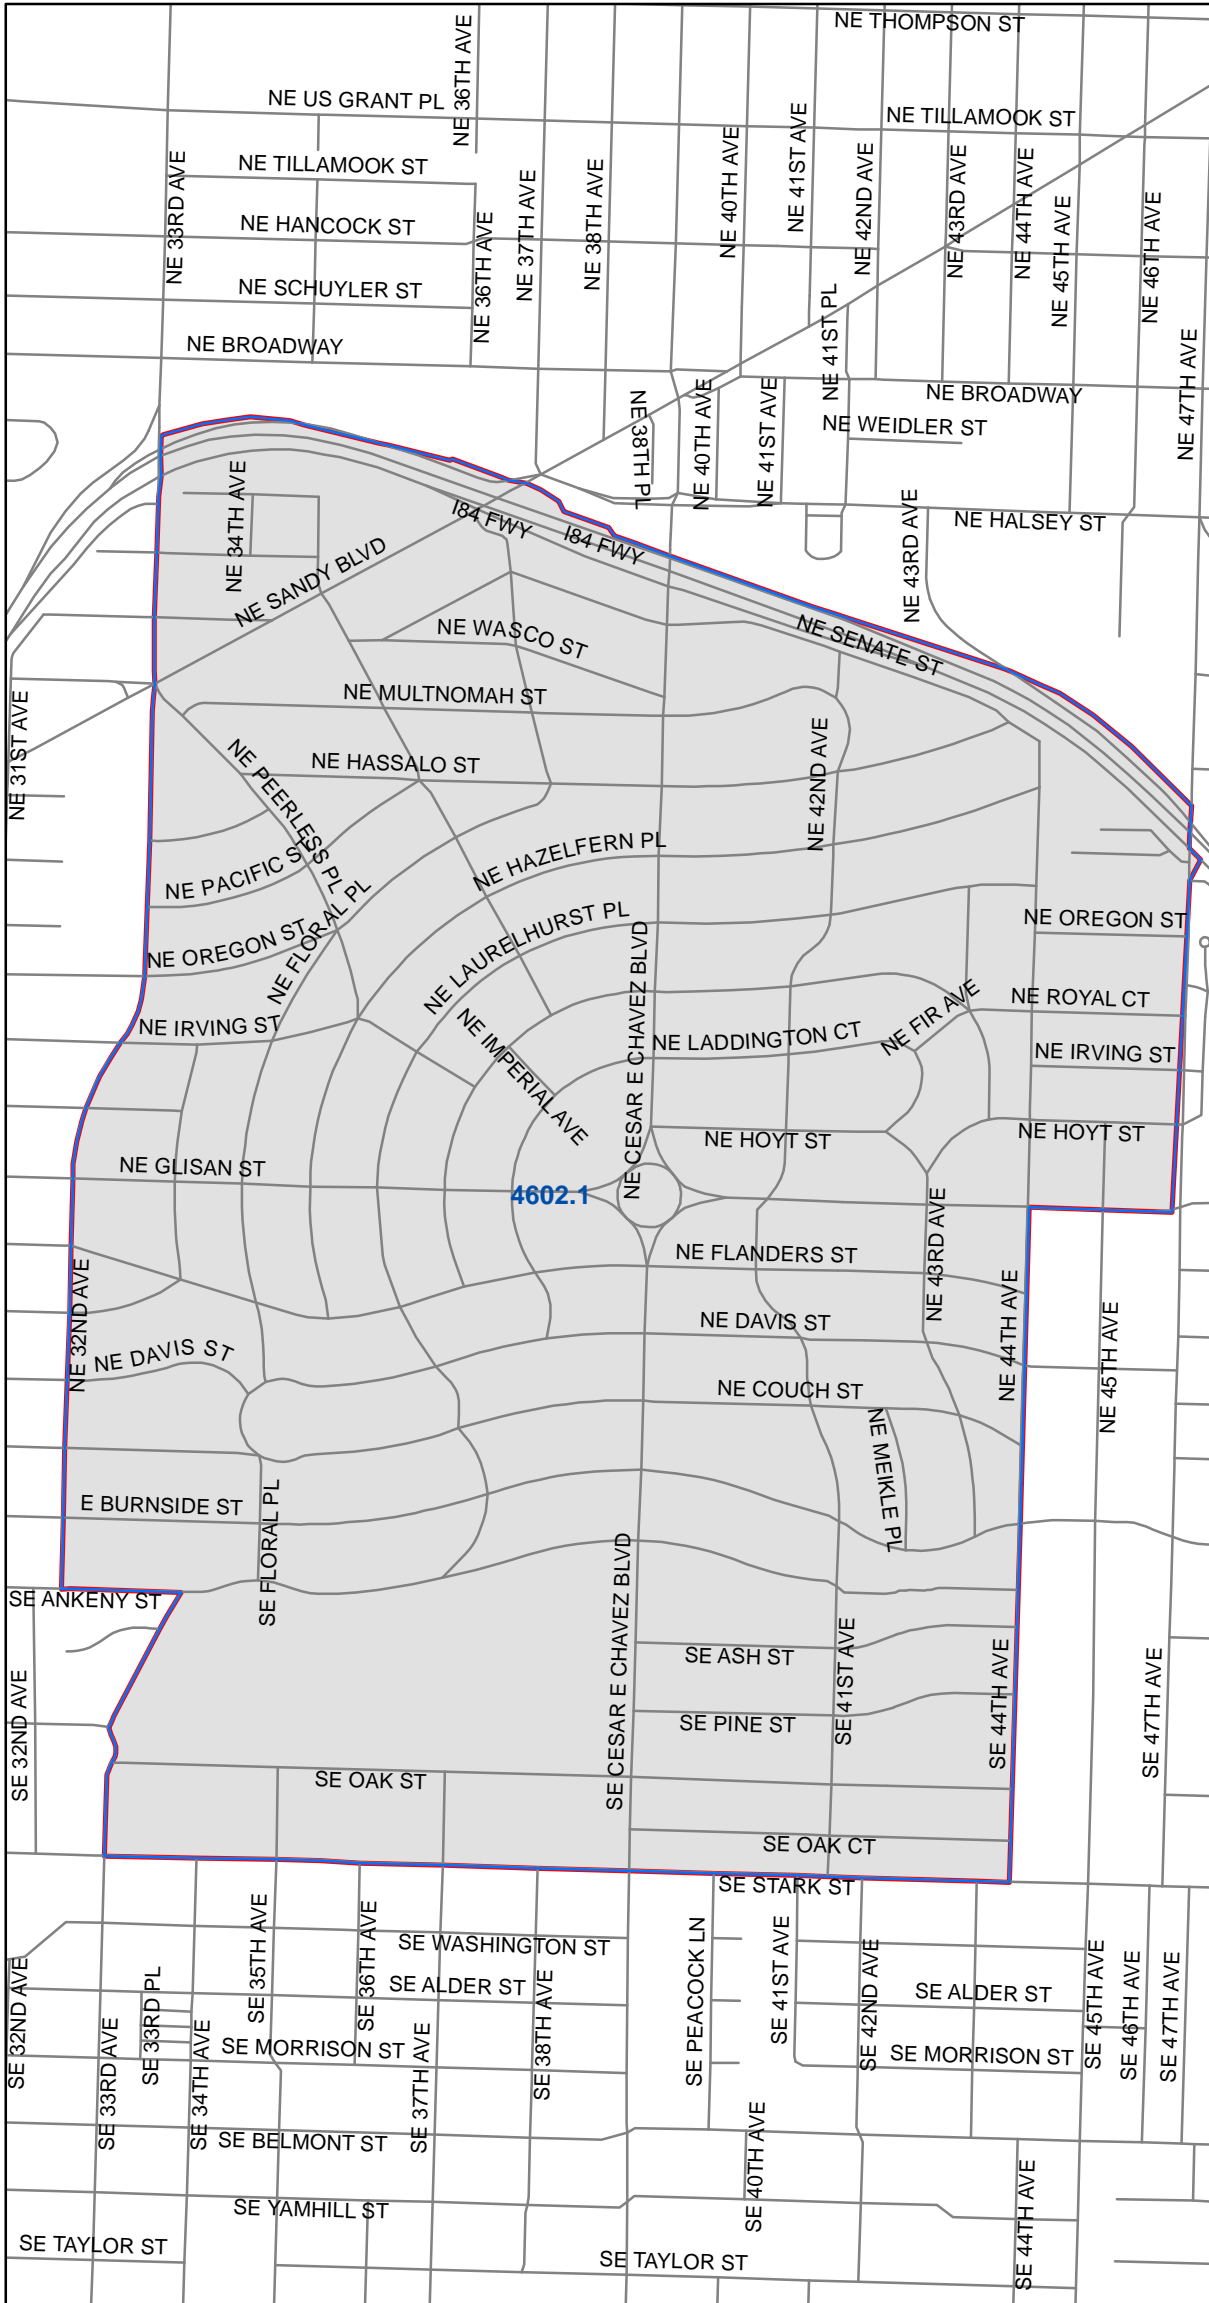 NE THOMPSON ST
NE 36TH AVE
NE US GRANT PL
NE TILLAMOOK ST
NE 41ST AVE
NE TILLAMOOK ST
NE 33RD AVE
NE HANCOCK ST
NE 36TH AVE
NE 37TH AVE
NE 38TH AVE
NE 40TH AVE
NE 42ND AVE
NE 43RD AVE
NE 44TH AVE
NE 45TH AVE
NE 46TH AVE
NE SCHUYLER ST
NE BROADWAY
NE 41ST PL
NE 47TH AVE
NE 38TH PL
NE 40TH AVE
NE 41ST AVE
NE BROADWAY
NE WEIDLER ST
NE 34TH AVE
I84 FWY
I84 FWY
NE 43RD AVE
NE HALSEY ST
NE SANDY BLVD
NE WASCO ST
NE SENATE ST
NE MULTNOMAH ST
NE 31ST AVE
NE HASSALO ST
NE 42ND AVE
NE PEERLESS PL
NE HAZELFERN PL
NE PACIFIC ST
NE LAURELHURST PL
NE OREGON ST
NE FLORAL PL
NE OREGON ST
NE CESAR E CHAVEZ BLVD
NE ROYAL CT
NE IRVING ST
NE IMPERIAL AVE
NE LADDINGTON CT
NE FIR AVE
NE IRVING ST
NE HOYT ST
NE HOYT ST
NE GLISAN ST
4602.1
NE 43RD AVE
NE FLANDERS ST
NE 32ND AVE
NE DAVIS ST
NE 44TH AVE
NE 45TH AVE
NE DAVIS ST
NE COUCH ST
NE MEIKLE PL
E BURNSIDE ST
SE FLORAL PL
SE ANKENY ST
SE CESAR E CHAVEZ BLVD
SE 32ND AVE
SE ASH ST
SE 41ST AVE
SE 44TH AVE
SE 47TH AVE
SE PINE ST
SE OAK ST
SE OAK CT
SE STARK ST
SE 35TH AVE
SE 36TH AVE
SE WASHINGTON ST
SE PEACOCK LN
SE 41ST AVE
SE 42ND AVE
SE 45TH AVE
SE 46TH AVE
SE 47TH AVE
SE 32ND AVE
SE 33RD PL
SE ALDER ST
SE 38TH AVE
SE ALDER ST
SE 33RD AVE
SE 34TH AVE
SE MORRISON ST
SE 37TH AVE
SE MORRISON ST
SE BELMONT ST
SE 40TH AVE
SE 44TH AVE
SE YAMHILL ST
SE TAYLOR ST
SE TAYLOR ST